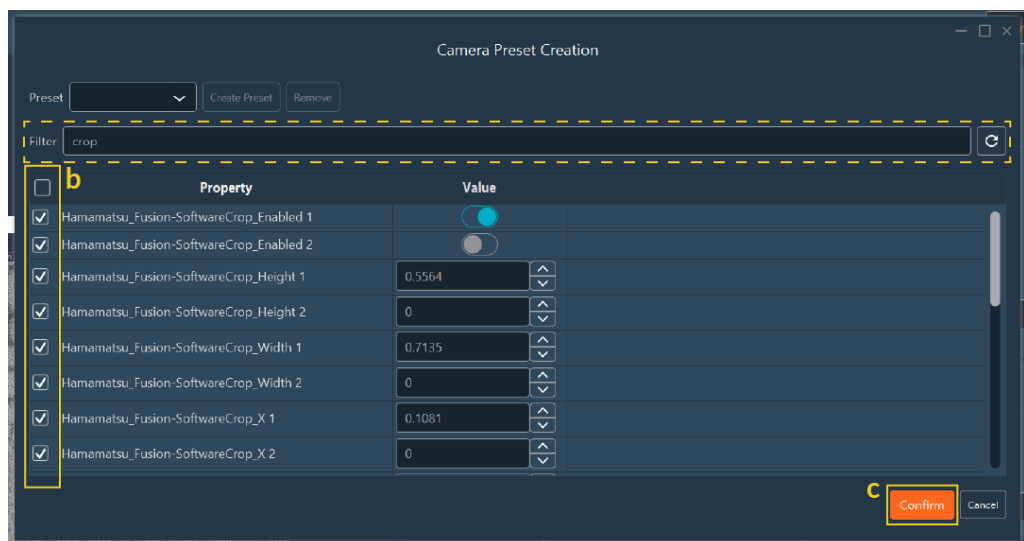 Camera Preset Creation
Preset Create Preset Remove
Filter crop
b Property Value
Hamamatsu_Fusion-SoftwareCrop_Enabled 1
Hamamatsu_Fusion-SoftwareCrop_Enabled 2
Hamamatsu_Fusion-SoftwareCrop_Height 1 0.5564
Hamamatsu_Fusion-SoftwareCrop_Height 2 0
Hamamatsu_Fusion-SoftwareCrop_Width 1 0.7135
Hamamatsu_Fusion-SoftwareCrop_Width 2 0
Hamamatsu_Fusion-SoftwareCrop_X 1 0.1081
Hamamatsu_Fusion-SoftwareCrop_X 2 0
c Confirm Cancel